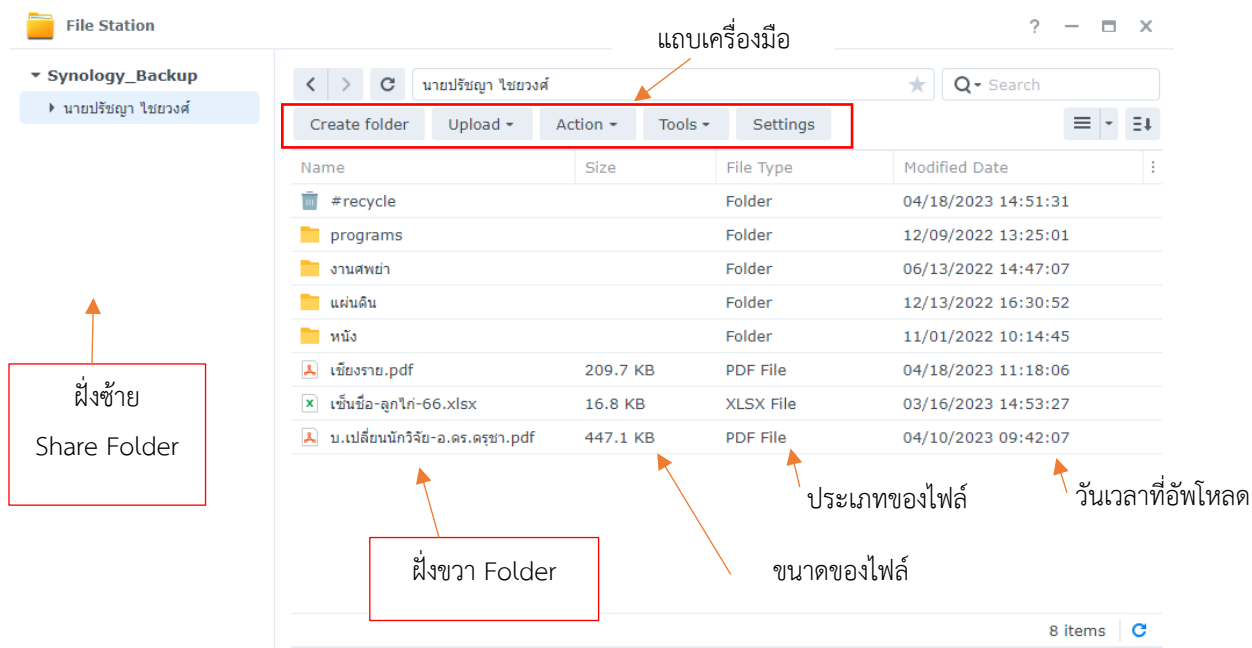 File Station
แถบเครื่องมือ
Synology_Backup
นายปรัชญา ไชยวงศ์
นายปรัชญา ไชยวงศ์
Search
Create folder Upload Action Tools Settings
Name Size File Type Modified Date
#recycle Folder 04/18/2023 14:51:31
programs Folder 12/09/2022 13:25:01
งานศพย่า Folder 06/13/2022 14:47:07
แผ่นดิน Folder 12/13/2022 16:30:52
หนัง Folder 11/01/2022 10:14:45
เชียงราย.pdf 209.7 KB PDF File 04/18/2023 11:18:06
เซ็นชื่อ-ลูกไก่-66.xlsx 16.8 KB XLSX File 03/16/2023 14:53:27
บ.เปลี่ยนนักวิจัย-อ.ดร.ดรุชา.pdf 447.1 KB PDF File 04/10/2023 09:42:07
ฝั่งซ้าย
Share Folder
ประเภทของไฟล์
วันเวลาที่อัพโหลด
ฝั่งขวา Folder
ขนาดของไฟล์
8 items